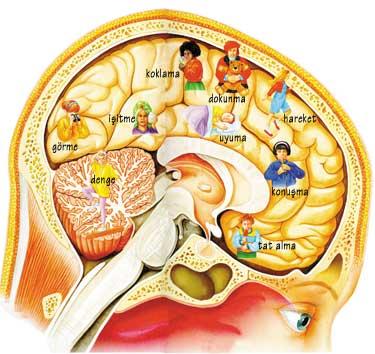 koklama
dokunma
işitme
hareket
uyuma
görme
denge
konuşma
tat alma